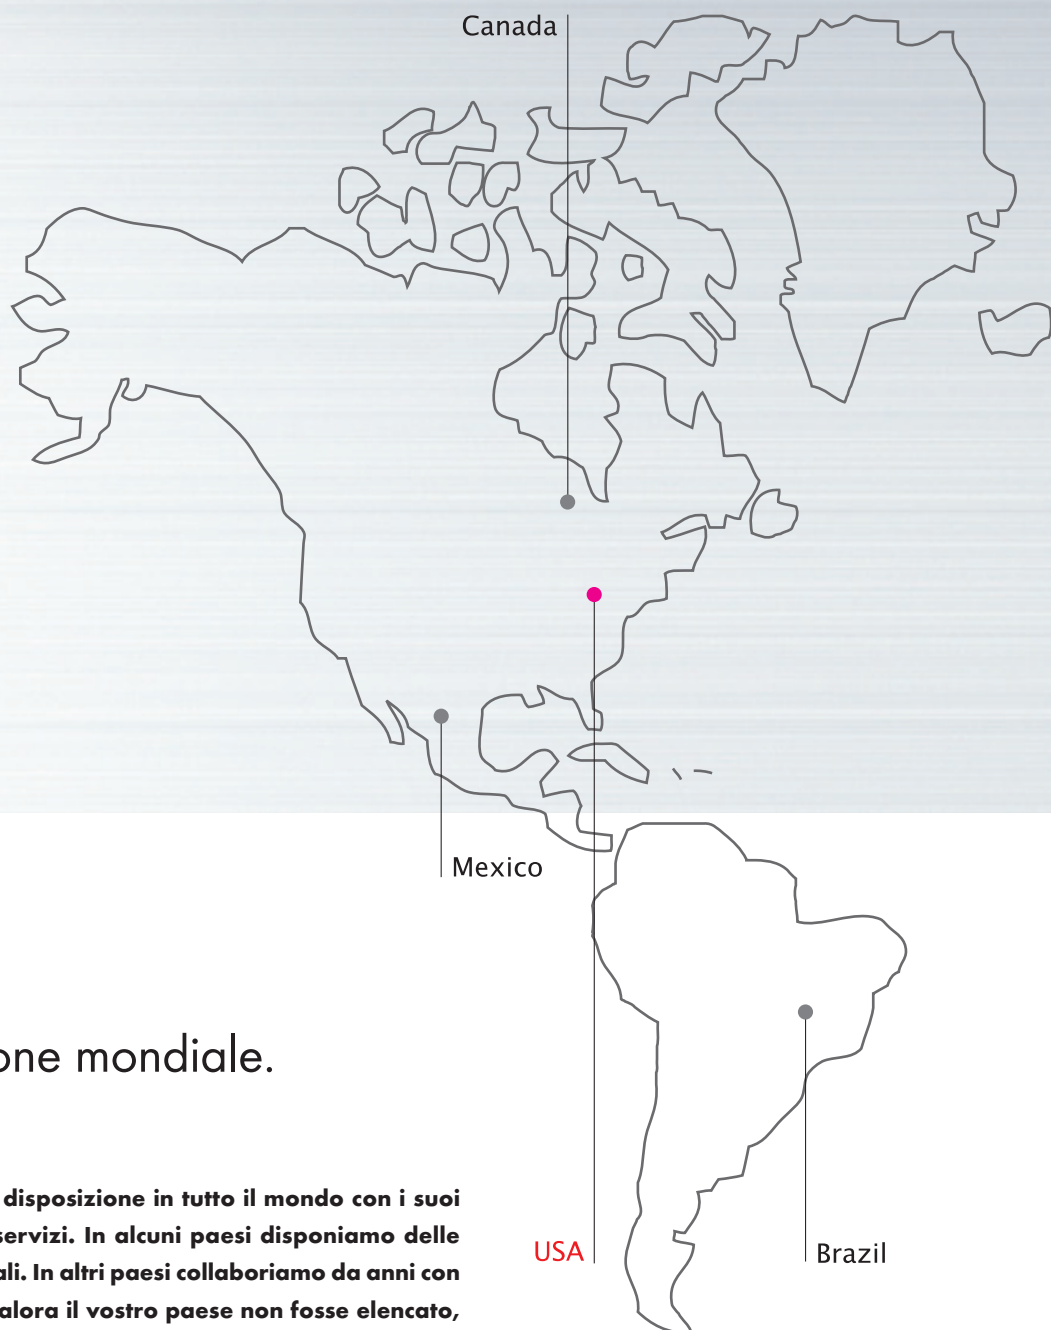 Canada
Mexico
one mondiale.
disposizione in tutto il mondo con i suoi
servizi. In alcuni paesi disponiamo delle
ali. In altri paesi collaboriamo da anni con
alora il vostro paese non fosse elencato,
USA
Brazil